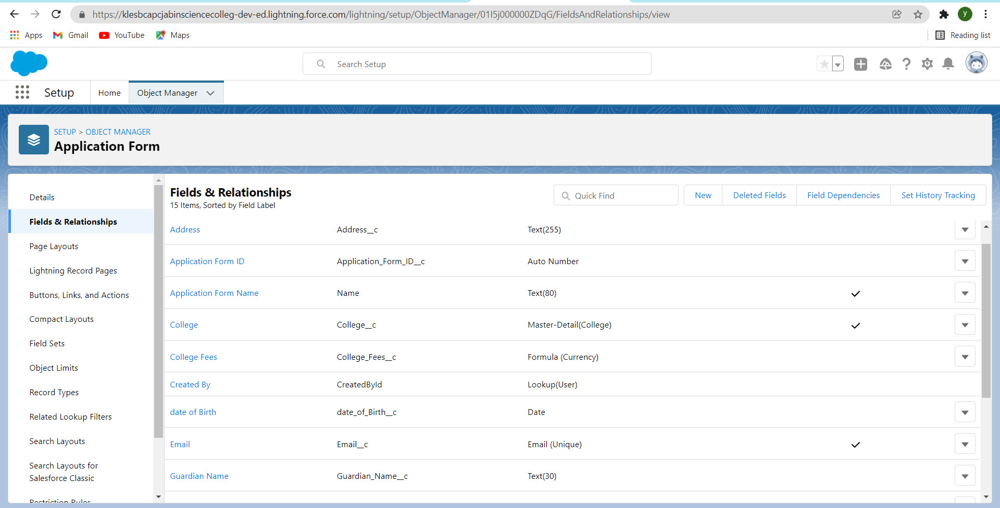 https://klesbcapcjabinsciencecolleg-dev-ed.lightning.force.com/lightning/setup/ObjectManager/01I5j000000ZDqG/FieldsAndRelationships/view
y
Apps Gmail YouTube Maps Reading list
Search Setup
Setup Home Object Manager
SETUP > OBJECT MANAGER
Application Form
Details
Fields & Relationships
Page Layouts
Lightning Record Pages
Buttons, Links, and Actions
Compact Layouts
Field Sets
Object Limits
Record Types
Related Lookup Filters
Search Layouts
Search Layouts for
Salesforce Classic
Restriction Rules
Fields & Relationships
15 Items, Sorted by Field Label
Quick Find New Deleted Fields Field Dependencies Set History Tracking
Address Address__c Text(255)
Application Form ID Application_Form_ID__c Auto Number
Application Form Name Name Text(80)
College College__c Master-Detail(College)
College Fees College_Fees__c Formula (Currency)
Created By CreatedById Lookup(User)
date of Birth date_of_Birth__c Date
Email Email__c Email (Unique)
Guardian Name Guardian_Name__c Text(30)